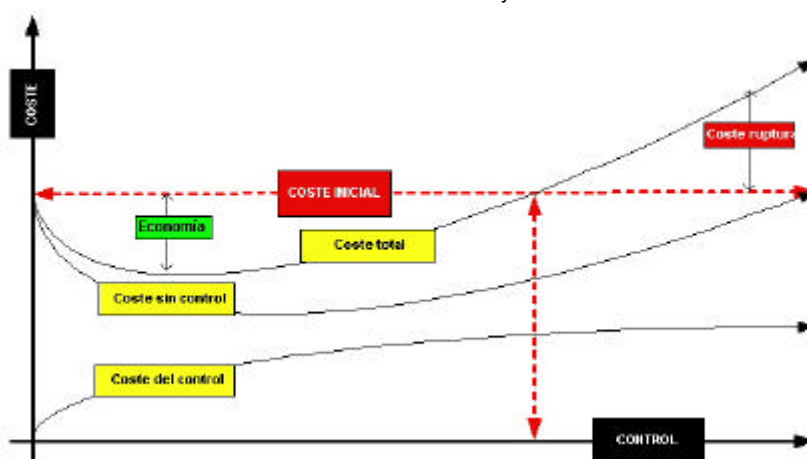 COSTE
Coste ruptura
COSTE INICIAL
Economía
Coste total
Coste sin control
Coste del control
CONTROL